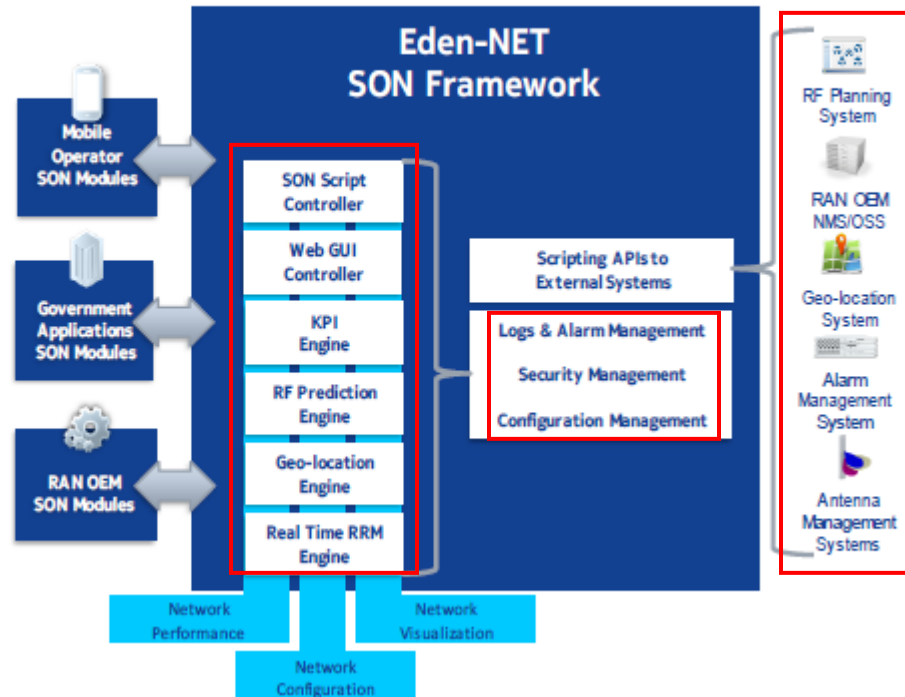 Eden-NET
SON Framework
Mobile
Operator
SON Modules
Government
Applications
SON Modules
RAN OEM
SON Modules
SON Script
Controller
Web GUI
Controller
KPI
Engine
RF Prediction
Engine
Geo-location
Engine
Real Time RRM
Engine
Scripting APIs to
External Systems
Logs & Alarm Management
Security Management
Configuration Management
RF Planning
System
RAN OEM
NMS/OSS
Geo-location
System
Alarm
Management
System
Antenna
Management
Systems
Network
Performance
Network
Configuration
Network
Visualization